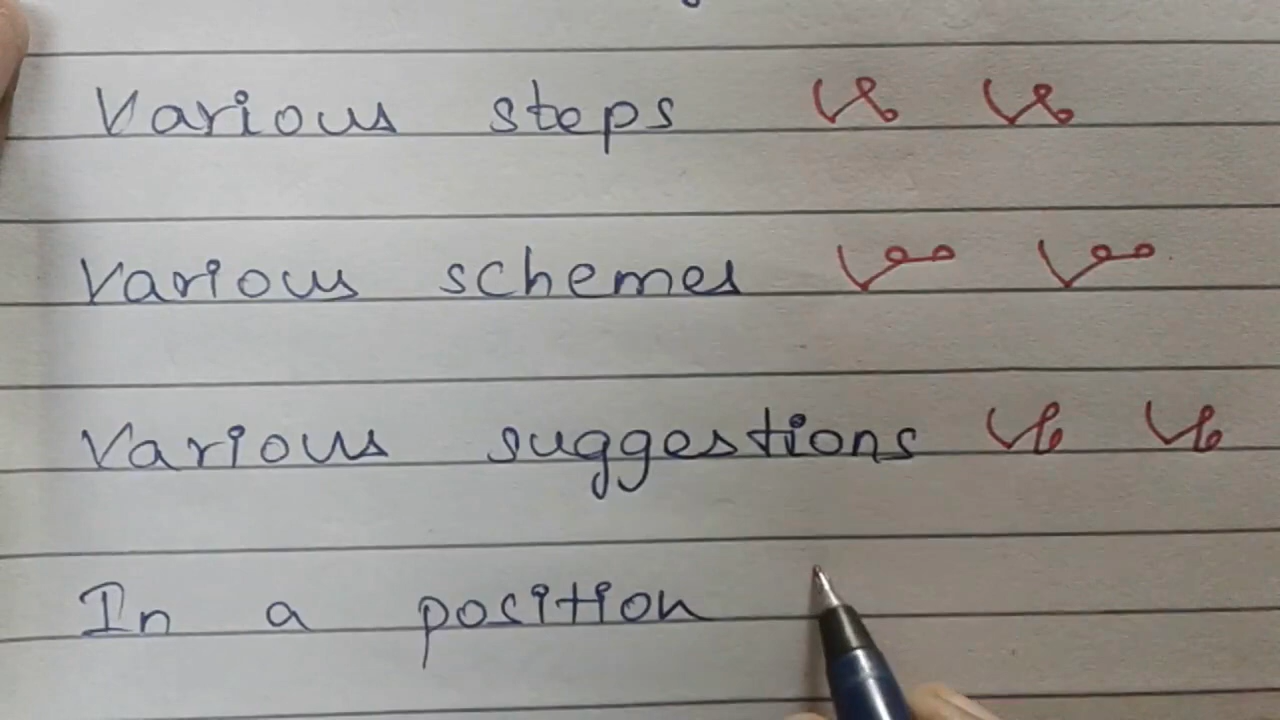 Various steps
Various schemes
Various suggestions
In a position